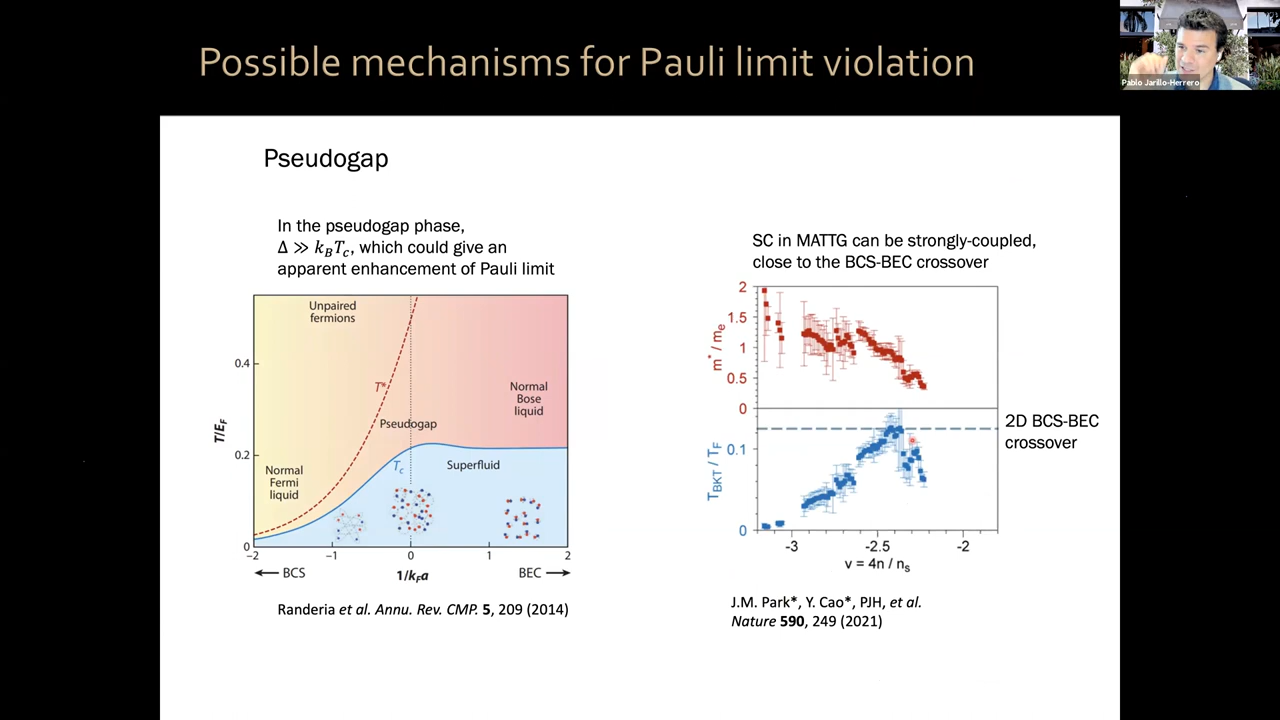 Possible mechanisms for Pauli limit violation
Pablo Jarillo-Herrero
Pseudogap
In the pseudogap phase,
Δ ≫ k_BT_c, which could give an
apparent enhancement of Pauli limit
Unpaired
fermions
0.4
T*
Normal
Bose
liquid
Pseudogap
T/E_F
0.2
T_c
Superfluid
Normal
Fermi
liquid
0
−2
−1
0
1
2
BCS
1/k_Fa
BEC
Randeria et al. Annu. Rev. CMP. 5, 209 (2014)
SC in MATTG can be strongly-coupled,
close to the BCS-BEC crossover
2
1.5
1
0.5
0
m* / m_e
2D BCS-BEC
crossover
0.1
0
T_BKT / T_F
-3
-2.5
-2
ν = 4n / n_s
J.M. Park*, Y. Cao*, PJH, et al.
Nature 590, 249 (2021)